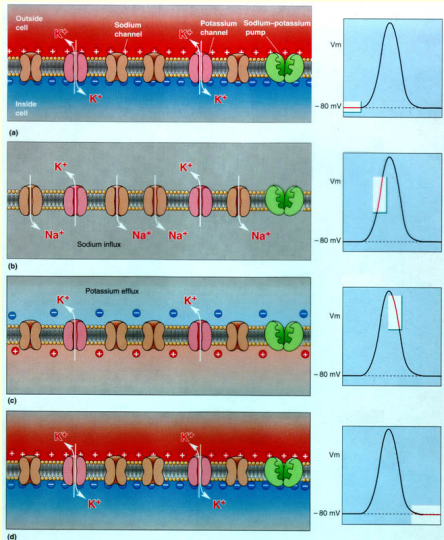 Outside cell
Sodium channel
Potassium channel
Sodium–potassium pump
K+
K+
K+
K+
Inside cell
(a)
Vm
– 80 mV
K+
K+
Na+
Na+
Na+
Na+
Sodium influx
(b)
Vm
– 80 mV
Potassium efflux
K+
K+
(c)
Vm
– 80 mV
K+
K+
K+
K+
(d)
Vm
– 80 mV